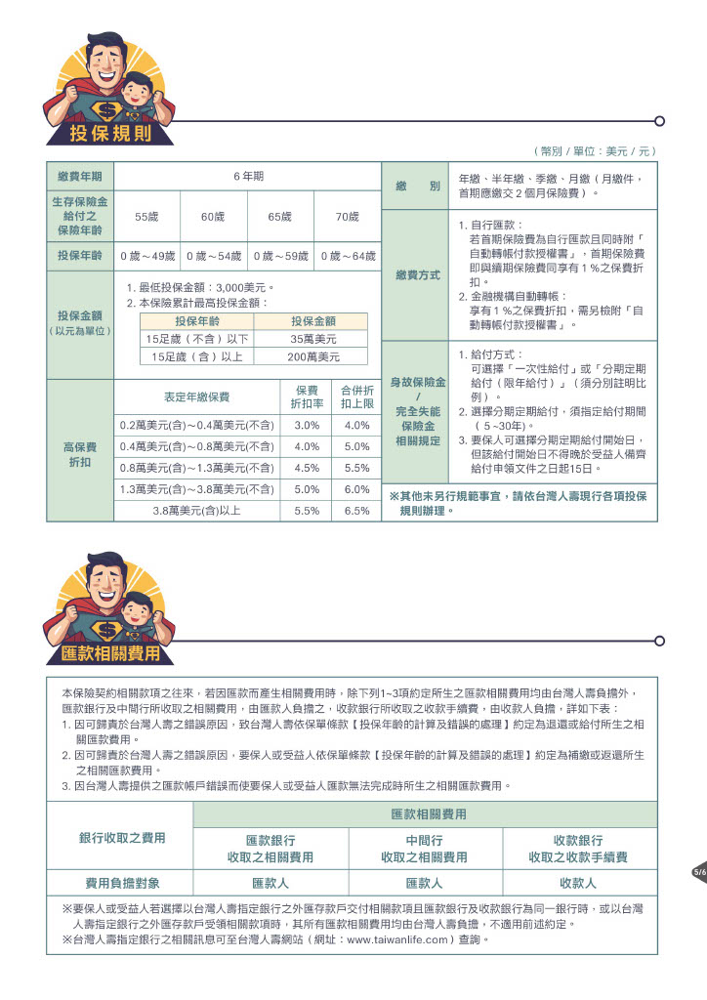 投保規則
（幣別 / 單位：美元 / 元）
繳費年期
6 年期
生存保險金
給付之
保險年齡
55歲
60歲
65歲
70歲
投保年齡
0 歲～49歲
0 歲～54歲
0 歲～59歲
0 歲～64歲
投保金額
（以元為單位）
1. 最低投保金額：3,000美元。
2. 本保險累計最高投保金額：
投保年齡
投保金額
15足歲（不含）以下
35萬美元
15足歲（含）以上
200萬美元
高保費
折扣
表定年繳保費
保費
折扣率
合併折
扣上限
0.2萬美元(含)～0.4萬美元(不含)
3.0%
4.0%
0.4萬美元(含)～0.8萬美元(不含)
4.0%
5.0%
0.8萬美元(含)～1.3萬美元(不含)
4.5%
5.5%
1.3萬美元(含)～3.8萬美元(不含)
5.0%
6.0%
3.8萬美元(含)以上
5.5%
6.5%
繳　別
年繳、半年繳、季繳、月繳（月繳件，
首期應繳交 2 個月保險費）。
繳費方式
1. 自行匯款：
若首期保險費為自行匯款且同時附「
自動轉帳付款授權書」，首期保險費
即與續期保險費同享有 1 %之保費折
扣。
2. 金融機構自動轉帳：
享有 1 %之保費折扣，需另檢附「自
動轉帳付款授權書」。
身故保險金
/
完全失能
保險金
相關規定
1. 給付方式：
可選擇「一次性給付」或「分期定期
給付（限年給付）」（須分別註明比
例）。
2. 選擇分期定期給付，須指定給付期間
（ 5 ~30年)。
3. 要保人可選擇分期定期給付開始日，
但該給付開始日不得晚於受益人備齊
給付申領文件之日起15日。
※其他未另行規範事宜，請依台灣人壽現行各項投保
規則辦理。
匯款相關費用
本保險契約相關款項之往來，若因匯款而產生相關費用時，除下列1~3項約定所生之匯款相關費用均由台灣人壽負擔外，
匯款銀行及中間行所收取之相關費用，由匯款人負擔之，收款銀行所收取之收款手續費，由收款人負擔，詳如下表：
1. 因可歸責於台灣人壽之錯誤原因，致台灣人壽依保單條款【投保年齡的計算及錯誤的處理】約定為退還或給付所生之相
關匯款費用。
2. 因可歸責於台灣人壽之錯誤原因，要保人或受益人依保單條款【投保年齡的計算及錯誤的處理】約定為補繳或返還所生
之相關匯款費用。
3. 因台灣人壽提供之匯款帳戶錯誤而使要保人或受益人匯款無法完成時所生之相關匯款費用。
銀行收取之費用
匯款相關費用
匯款銀行
收取之相關費用
中間行
收取之相關費用
收款銀行
收取之收款手續費
費用負擔對象
匯款人
匯款人
收款人
※要保人或受益人若選擇以台灣人壽指定銀行之外匯存款戶交付相關款項且匯款銀行及收款銀行為同一銀行時，或以台灣
人壽指定銀行之外匯存款戶受領相關款項時，其所有匯款相關費用均由台灣人壽負擔，不適用前述約定。
※台灣人壽指定銀行之相關訊息可至台灣人壽網站（網址：www.taiwanlife.com）查詢。
5/6